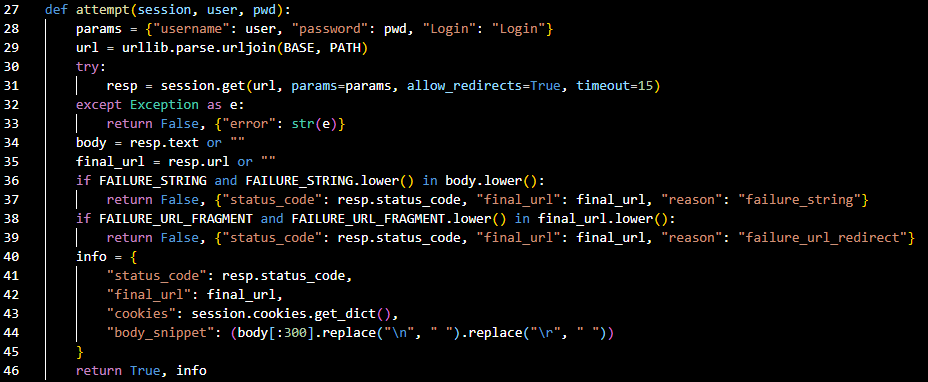 27 def attempt(session, user, pwd):
28     params = {"username": user, "password": pwd, "Login": "Login"}
29     url = urllib.parse.urljoin(BASE, PATH)
30     try:
31         resp = session.get(url, params=params, allow_redirects=True, timeout=15)
32     except Exception as e:
33         return False, {"error": str(e)}
34     body = resp.text or ""
35     final_url = resp.url or ""
36     if FAILURE_STRING and FAILURE_STRING.lower() in body.lower():
37         return False, {"status_code": resp.status_code, "final_url": final_url, "reason": "failure_string"}
38     if FAILURE_URL_FRAGMENT and FAILURE_URL_FRAGMENT.lower() in final_url.lower():
39         return False, {"status_code": resp.status_code, "final_url": final_url, "reason": "failure_url_redirect"}
40     info = {
41         "status_code": resp.status_code,
42         "final_url": final_url,
43         "cookies": session.cookies.get_dict(),
44         "body_snippet": (body[:300].replace("\n", " ").replace("\r", " "))
45     }
46     return True, info